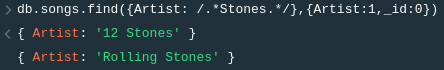 > db.songs.find({Artist: /.*Stones.*/},{Artist:1,_id:0})
< { Artist: '12 Stones' }
{ Artist: 'Rolling Stones' }